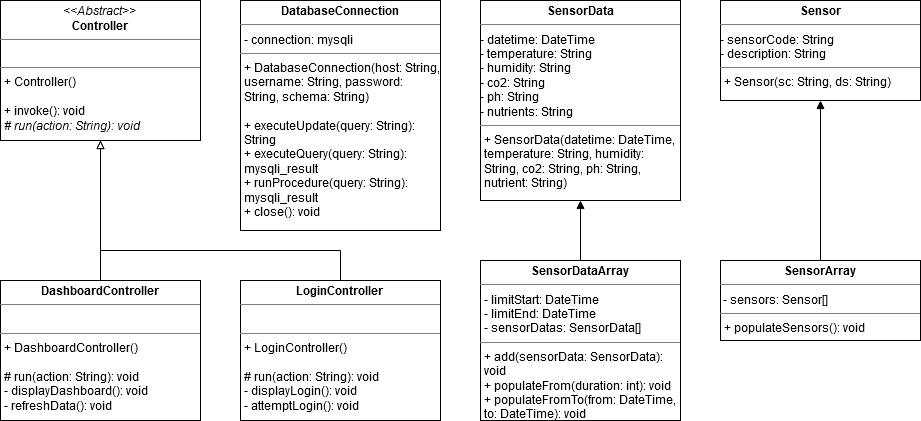 <<Abstract>>
Controller
+ Controller()
+ invoke(): void
# run(action: String): void
DatabaseConnection
- connection: mysqli
+ DatabaseConnection(host: String,
username: String, password:
String, schema: String)
+ executeUpdate(query: String):
String
+ executeQuery(query: String):
mysqli_result
+ runProcedure(query: String):
mysqli_result
+ close(): void
SensorData
- datetime: DateTime
- temperature: String
- humidity: String
- co2: String
- ph: String
- nutrients: String
+ SensorData(datetime: DateTime,
temperature: String, humidity:
String, co2: String, ph: String,
nutrient: String)
Sensor
- sensorCode: String
- description: String
+ Sensor(sc: String, ds: String)
DashboardController
+ DashboardController()
# run(action: String): void
- displayDashboard(): void
- refreshData(): void
LoginController
+ LoginController()
# run(action: String): void
- displayLogin(): void
- attemptLogin(): void
SensorDataArray
- limitStart: DateTime
- limitEnd: DateTime
- sensorDatas: SensorData[]
+ add(sensorData: SensorData):
void
+ populateFrom(duration: int): void
+ populateFromTo(from: DateTime,
to: DateTime): void
SensorArray
- sensors: Sensor[]
+ populateSensors(): void